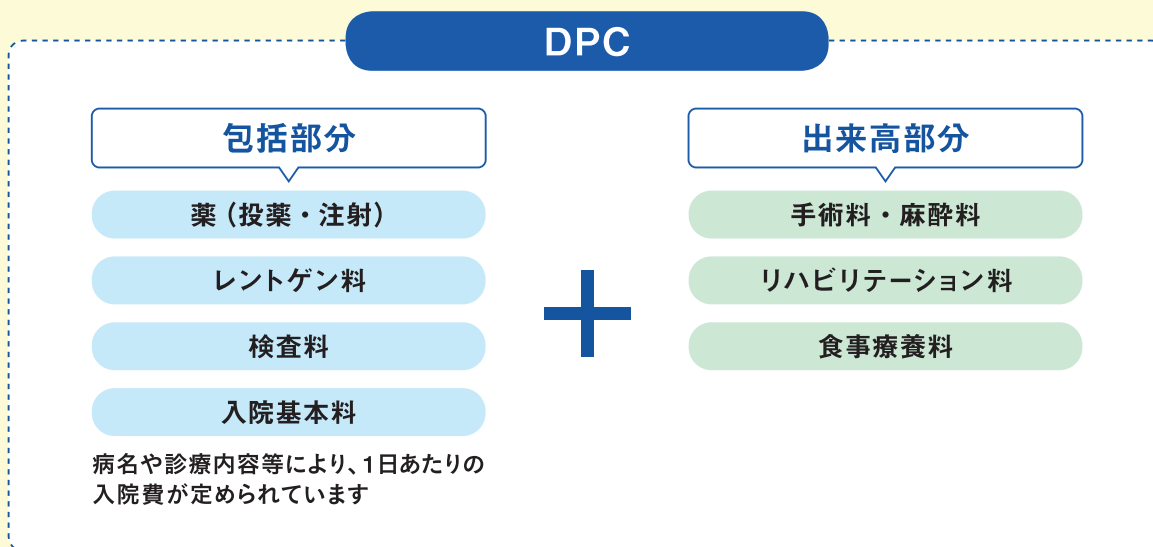 DPC
包括部分
薬（投薬・注射）
レントゲン料
検査料
入院基本料
病名や診療内容等により、1日あたりの
入院費が定められています
出来高部分
手術料・麻酔料
リハビリテーション料
食事療養料